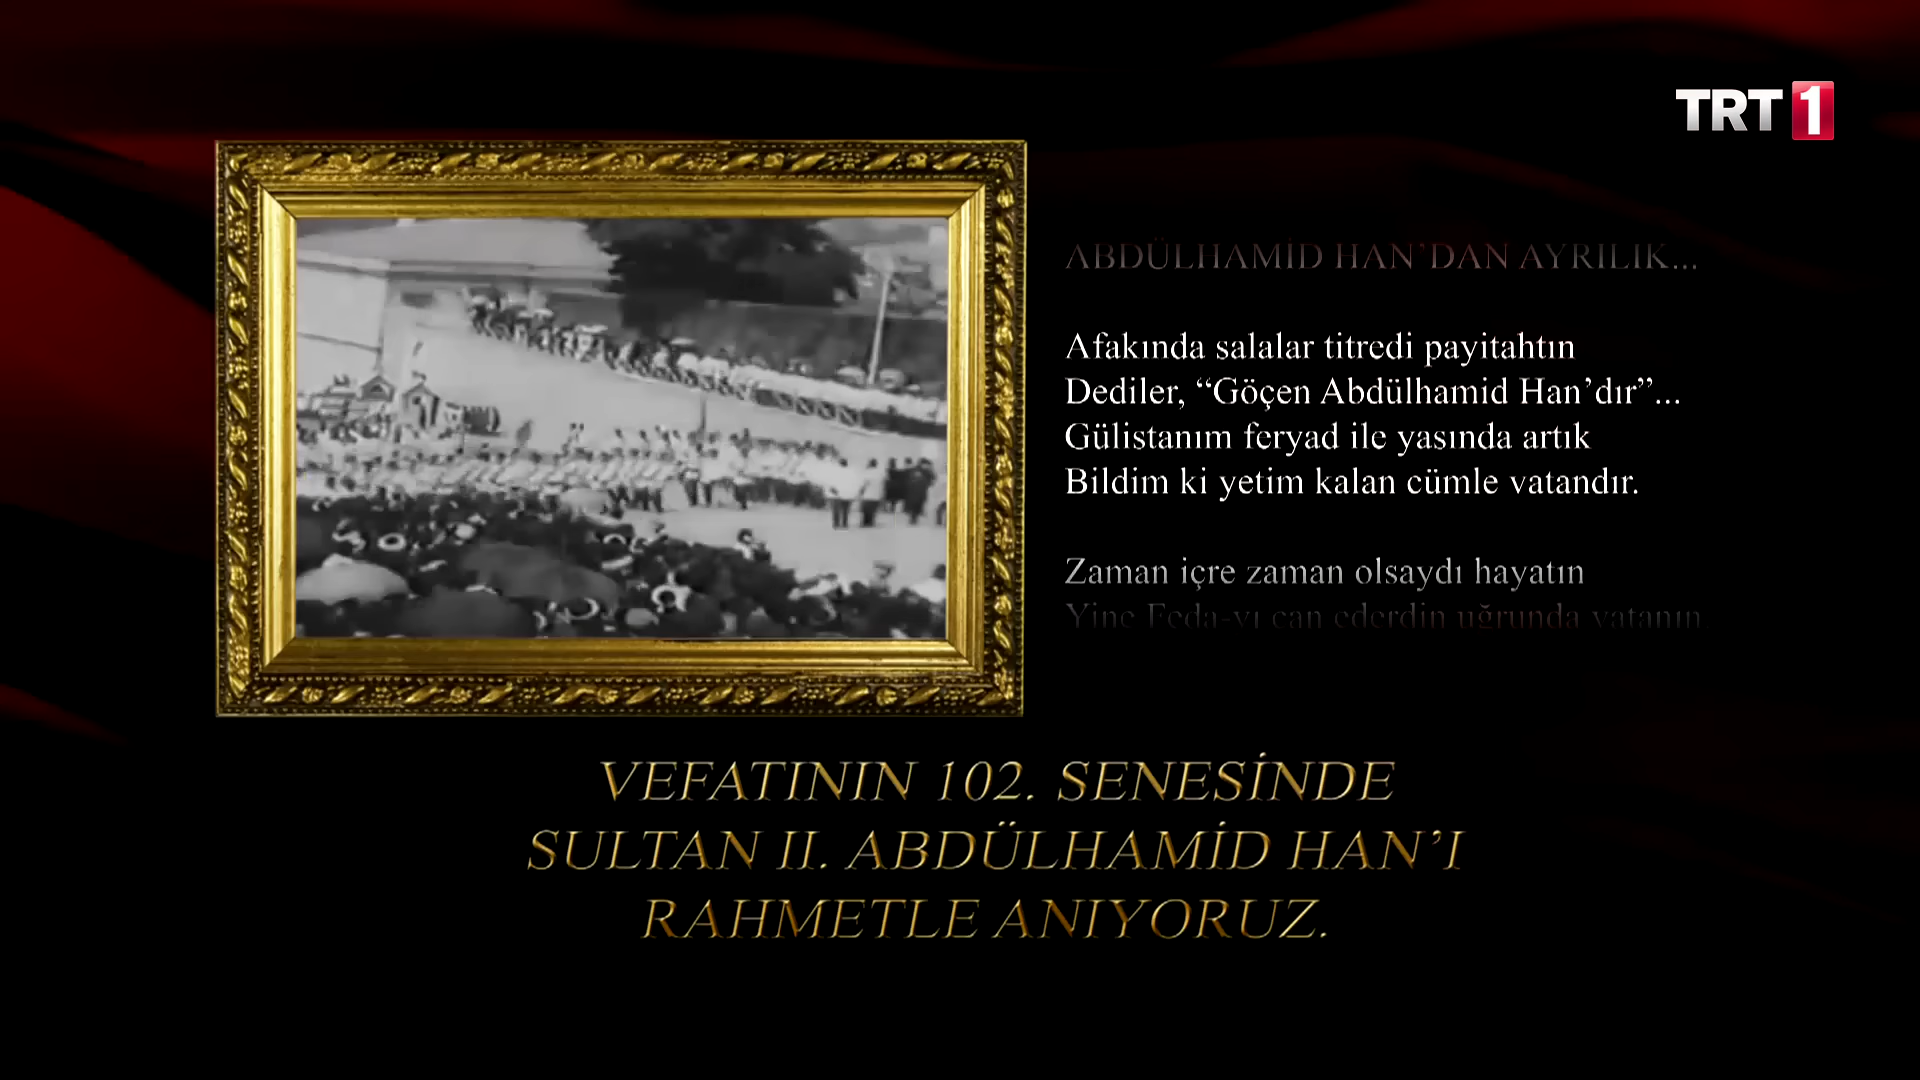 TRT 1
ABDÜLHAMİD HAN’DAN AYRILIK...
Afakında salalar titredi payitahtın
Dediler, “Göçen Abdülhamid Han’dır”...
Gülistanım feryad ile yasında artık
Bildim ki yetim kalan cümle vatandır.
Zaman içre zaman olsaydı hayatın
Yine Feda-yı can ederdin uğrunda vatanın
VEFATININ 102. SENESİNDE
SULTAN II. ABDÜLHAMİD HAN’I
RAHMETLE ANIYORUZ.